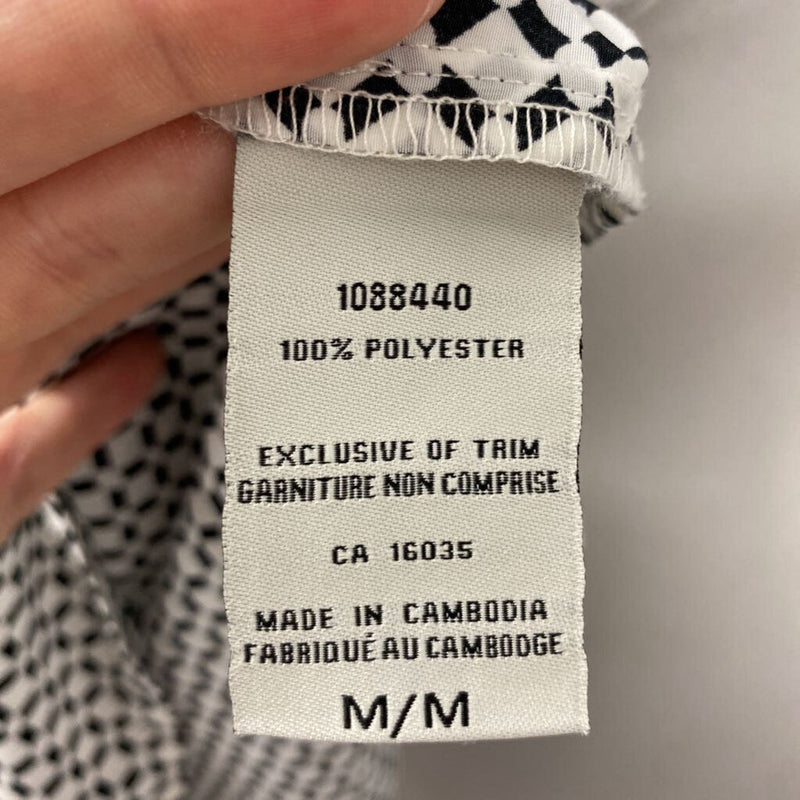 1088440
100% POLYESTER
EXCLUSIVE OF TRIM
GARNITURE NON COMPRISE
CA 16035
MADE IN CAMBODIA
FABRIQUÉ AU CAMBODGE
M/M